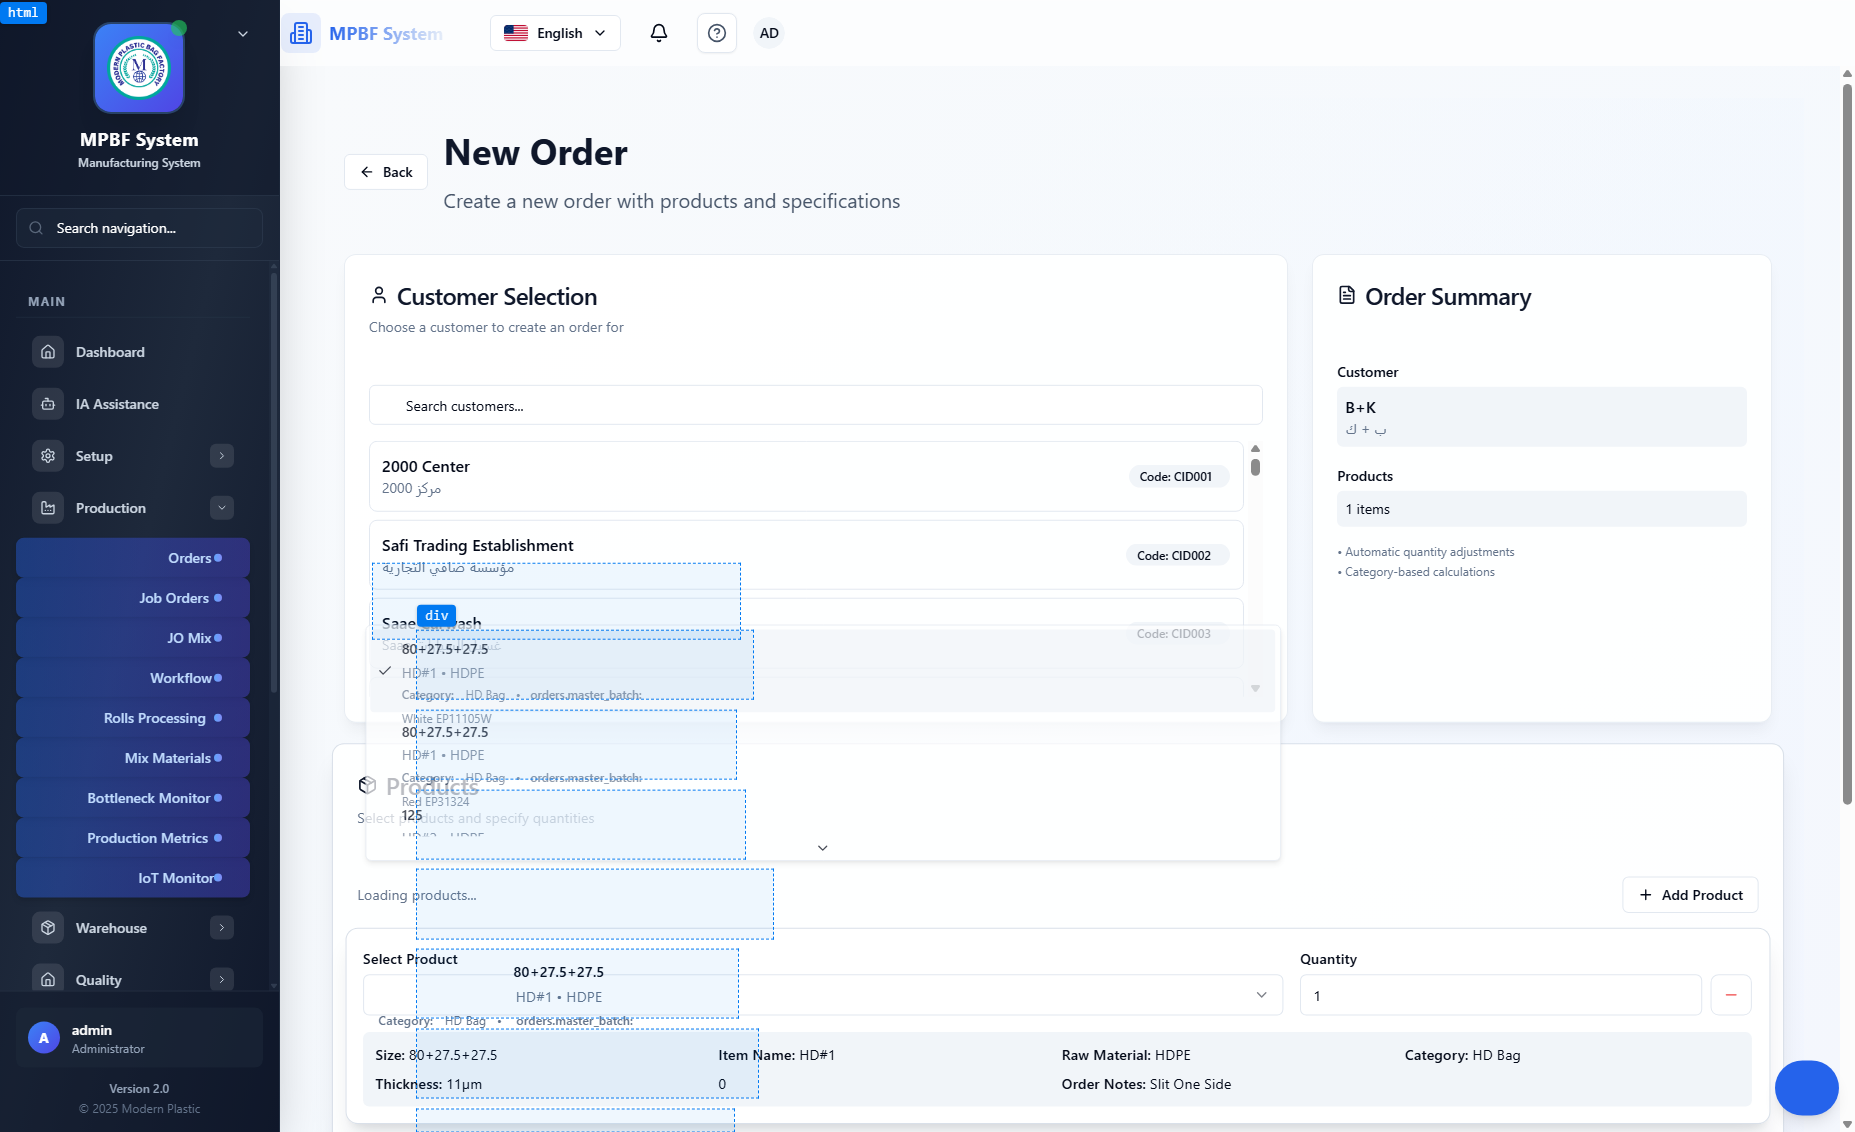 html
MODERN PLASTIC BAG FACTORY
M
MPBF System
Manufacturing System
Search navigation...
MAIN
Dashboard
IA Assistance
Setup
Production
Orders
Job Orders
JO Mix
Workflow
Rolls Processing
Mix Materials
Bottleneck Monitor
Production Metrics
IoT Monitor
Warehouse
Quality
A
admin
Administrator
Version 2.0
© 2025 Modern Plastic
MPBF System
English
AD
Back
New Order
Create a new order with products and specifications
Customer Selection
Choose a customer to create an order for
Search customers...
2000 Center
مركز 2000
Code: CID001
Safi Trading Establishment
مؤسسة صافي التجارية
Code: CID002
Code: CID003
div
80+27.5+27.5
HD#1 • HDPE
Category: HD Bag • orders.master_batch:
White EP11105W
80+27.5+27.5
HD#1 • HDPE
Category: HD Bag • orders.master_batch:
Red EP31324
125
HD#2 • HDPE
Products
Select products and specify quantities
Loading products...
Add Product
Select Product
80+27.5+27.5
HD#1 • HDPE
Category: HD Bag • orders.master_batch:
Quantity
1
Size: 80+27.5+27.5
Item Name: HD#1
Raw Material: HDPE
Category: HD Bag
Thickness: 11μm
0
Order Notes: Slit One Side
Order Summary
Customer
B+K
ب + ك
Products
1 items
• Automatic quantity adjustments
• Category-based calculations